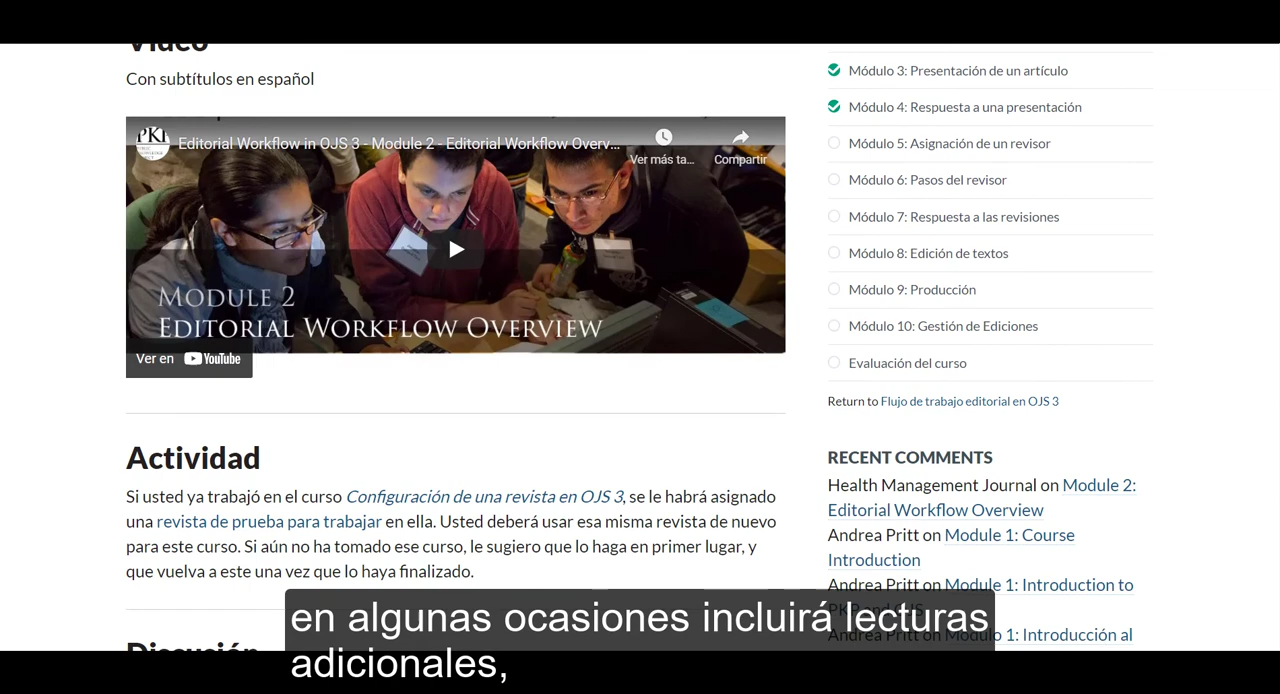 Video
Con subtítulos en español
PKP
Editorial Workflow in OJS 3 - Module 2 - Editorial Workflow Overv...
Ver más ta...
Compartir
MODULE 2
EDITORIAL WORKFLOW OVERVIEW
Ver en YouTube
Actividad
Si usted ya trabajó en el curso Configuración de una revista en OJS 3, se le habrá asignado
una revista de prueba para trabajar en ella. Usted deberá usar esa misma revista de nuevo
para este curso. Si aún no ha tomado ese curso, le sugiero que lo haga en primer lugar, y
que vuelva a este una vez que lo haya finalizado.
Discusión
Módulo 3: Presentación de un artículo
Módulo 4: Respuesta a una presentación
Módulo 5: Asignación de un revisor
Módulo 6: Pasos del revisor
Módulo 7: Respuesta a las revisiones
Módulo 8: Edición de textos
Módulo 9: Producción
Módulo 10: Gestión de Ediciones
Evaluación del curso
Return to Flujo de trabajo editorial en OJS 3
RECENT COMMENTS
Health Management Journal on Module 2:
Editorial Workflow Overview
Andrea Pritt on Module 1: Course
Introduction
Andrea Pritt on Module 1: Introduction to
PKP and OJS
Andrea Pritt on Modulo 1: Introducción al
en algunas ocasiones incluirá lecturas
adicionales,